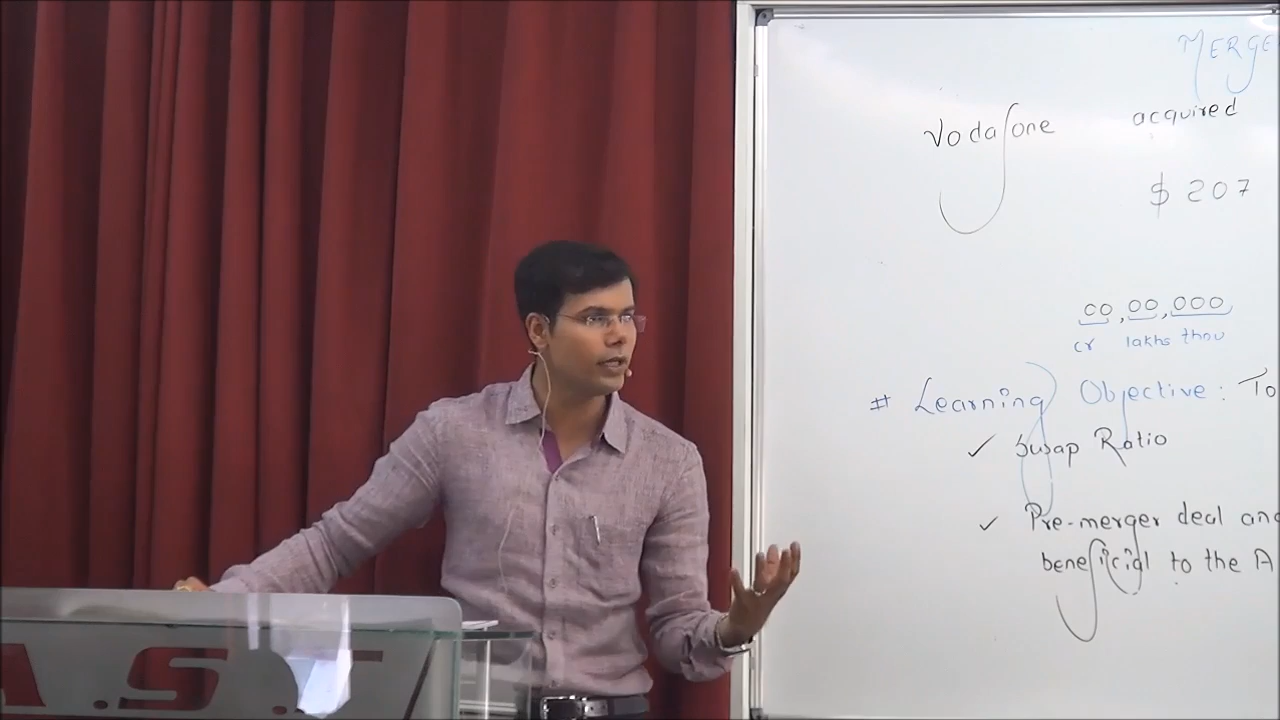 MERGE
Vodafone acquired
$ 207
00,00,000
cr lakhs thou
# Learning Objective: To
✓ Swap Ratio
✓ Pre-merger deal and
beneficial to the A
A.S.T